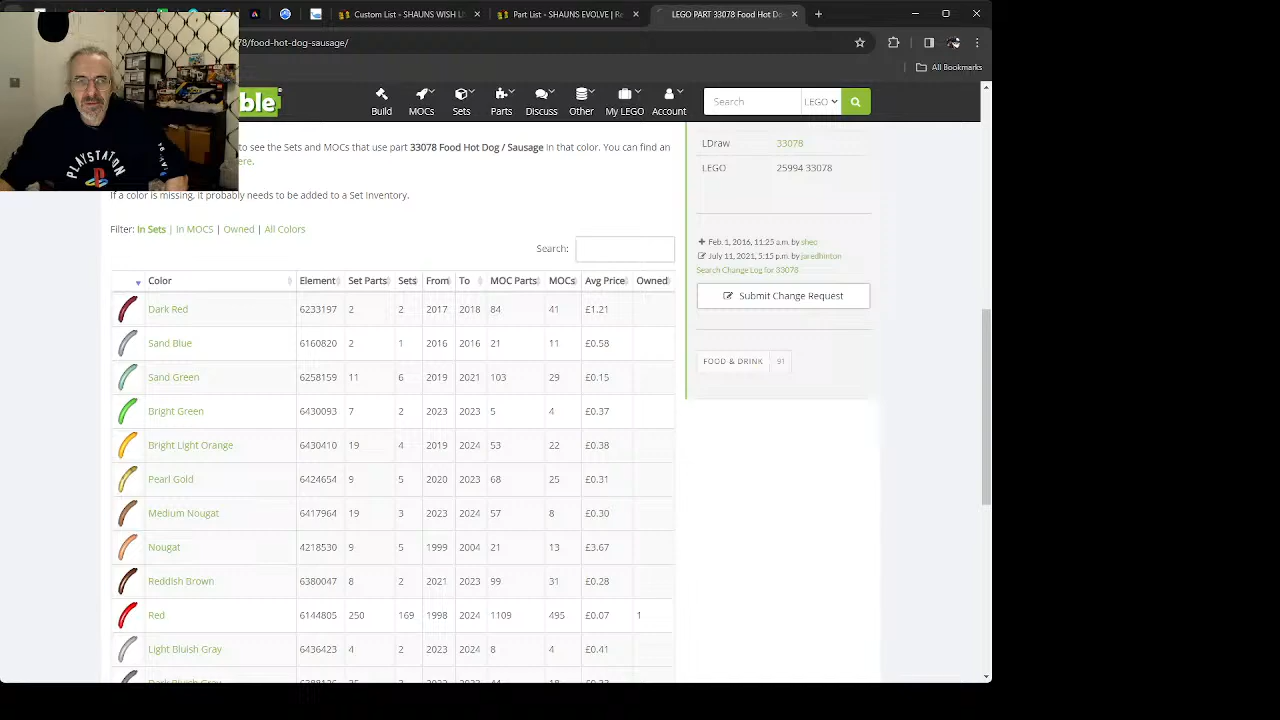 Custom List - SHAUNS WISH LI
Part List - SHAUNS EVOLVE | Re
LEGO PART 33078 Food Hot Do
78/food-hot-dog-sausage/
All Bookmarks
ble
Build
MOCs
Sets
Parts
Discuss
Other
My LEGO
Account
Search
LEGO
to see the Sets and MOCs that use part 33078 Food Hot Dog / Sausage in that color. You can find an
ere.
If a color is missing, it probably needs to be added to a Set Inventory.
Filter: In Sets | In MOCS | Owned | All Colors
Search:
Color Element Set Parts Sets From To MOC Parts MOCs Avg Price Owned
Dark Red 6233197 2 2 2017 2018 84 41 £1.21
Sand Blue 6160820 2 1 2016 2016 21 11 £0.58
Sand Green 6258159 11 6 2019 2021 103 29 £0.15
Bright Green 6430093 7 2 2023 2023 5 4 £0.37
Bright Light Orange 6430410 19 4 2019 2024 53 22 £0.38
Pearl Gold 6424654 9 5 2020 2023 68 25 £0.31
Medium Nougat 6417964 19 3 2023 2024 57 8 £0.30
Nougat 4218530 9 5 1999 2004 21 13 £3.67
Reddish Brown 6380047 8 2 2021 2023 99 31 £0.28
Red 6144805 250 169 1998 2024 1109 495 £0.07 1
Light Bluish Gray 6436423 4 2 2023 2024 8 4 £0.41
Dark Bluish Gray
LDraw 33078
LEGO 25994 33078
Feb. 1, 2016, 11:25 a.m. by sheo
July 11, 2021, 5:15 p.m. by jaredhinton
Search Change Log for 33078
Submit Change Request
FOOD & DRINK 91
PLAYSTATION